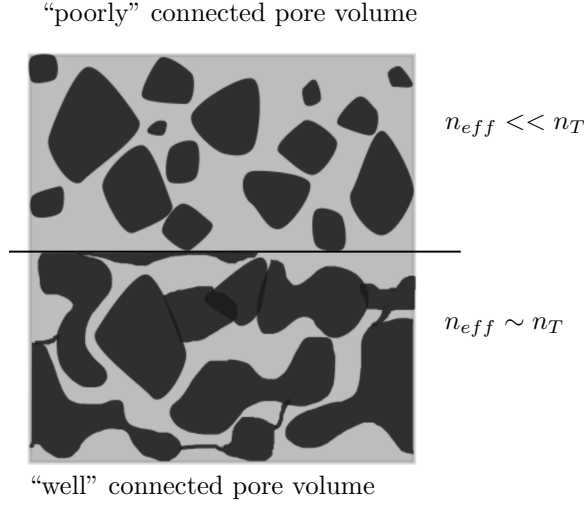 “poorly” connected pore volume
n_eff << n_T
n_eff ∼ n_T
“well” connected pore volume